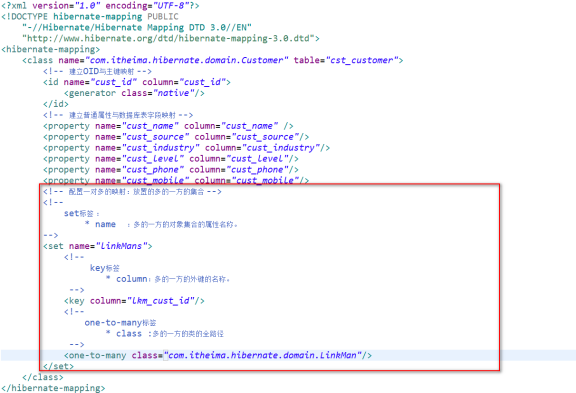 <?xml version="1.0" encoding="UTF-8"?>
<!DOCTYPE hibernate-mapping PUBLIC
"-//Hibernate/Hibernate Mapping DTD 3.0//EN"
"http://www.hibernate.org/dtd/hibernate-mapping-3.0.dtd">
<hibernate-mapping>
<class name="com.itheima.hibernate.domain.Customer" table="cst_customer">
<!-- 建立OID与主键映射 -->
<id name="cust_id" column="cust_id">
<generator class="native"/>
</id>
<!-- 建立普通属性与数据库表字段映射 -->
<property name="cust_name" column="cust_name" />
<property name="cust_source" column="cust_source"/>
<property name="cust_industry" column="cust_industry"/>
<property name="cust_level" column="cust_level"/>
<property name="cust_phone" column="cust_phone"/>
<property name="cust_mobile" column="cust_mobile"/>
<!-- 配置一对多的映射：放置的多的一方的集合 -->
<!--
set标签：
* name ：多的一方的对象集合的属性名称。
-->
<set name="linkMans">
<!--
key标签
* column：多的一方的外键的名称。
-->
<key column="lkm_cust_id"/>
<!--
one-to-many标签
* class ：多的一方的类的全路径
-->
<one-to-many class="com.itheima.hibernate.domain.LinkMan"/>
</set>
</class>
</hibernate-mapping>